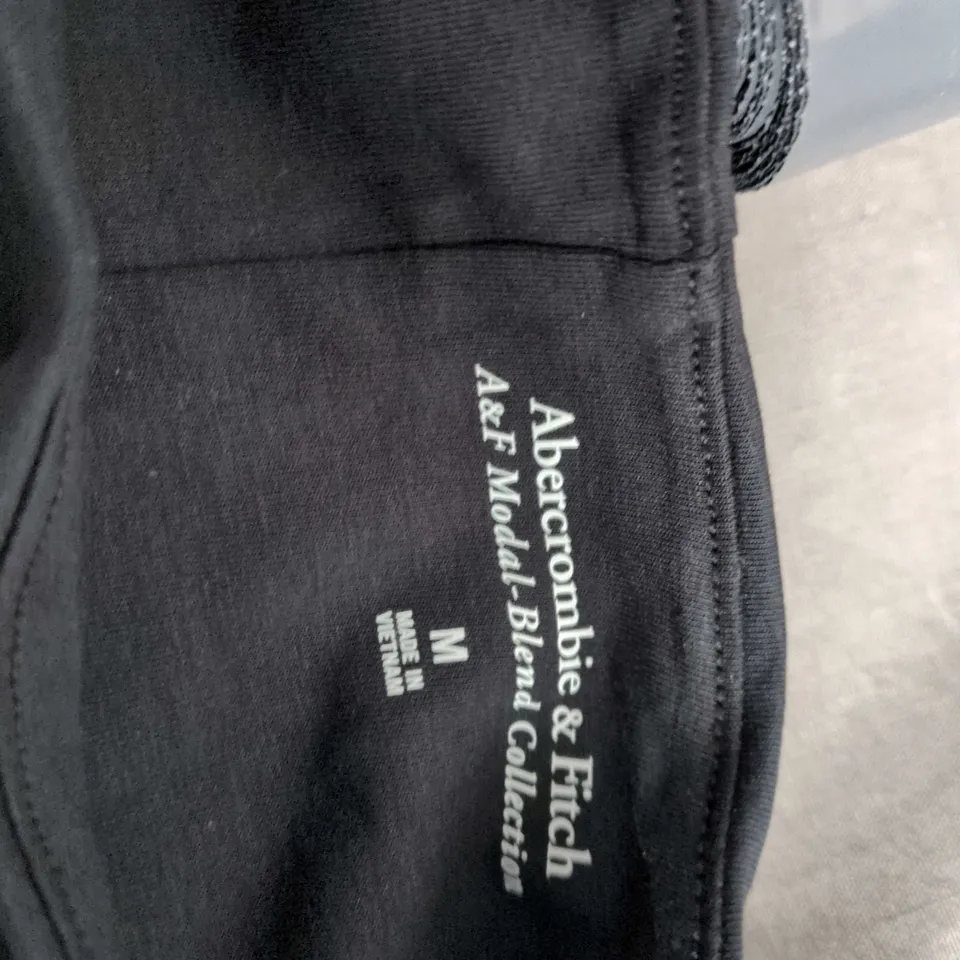 Abercrombie & Fitch
A&F Modal-Blend Collection
M
MADE IN
VIETNAM